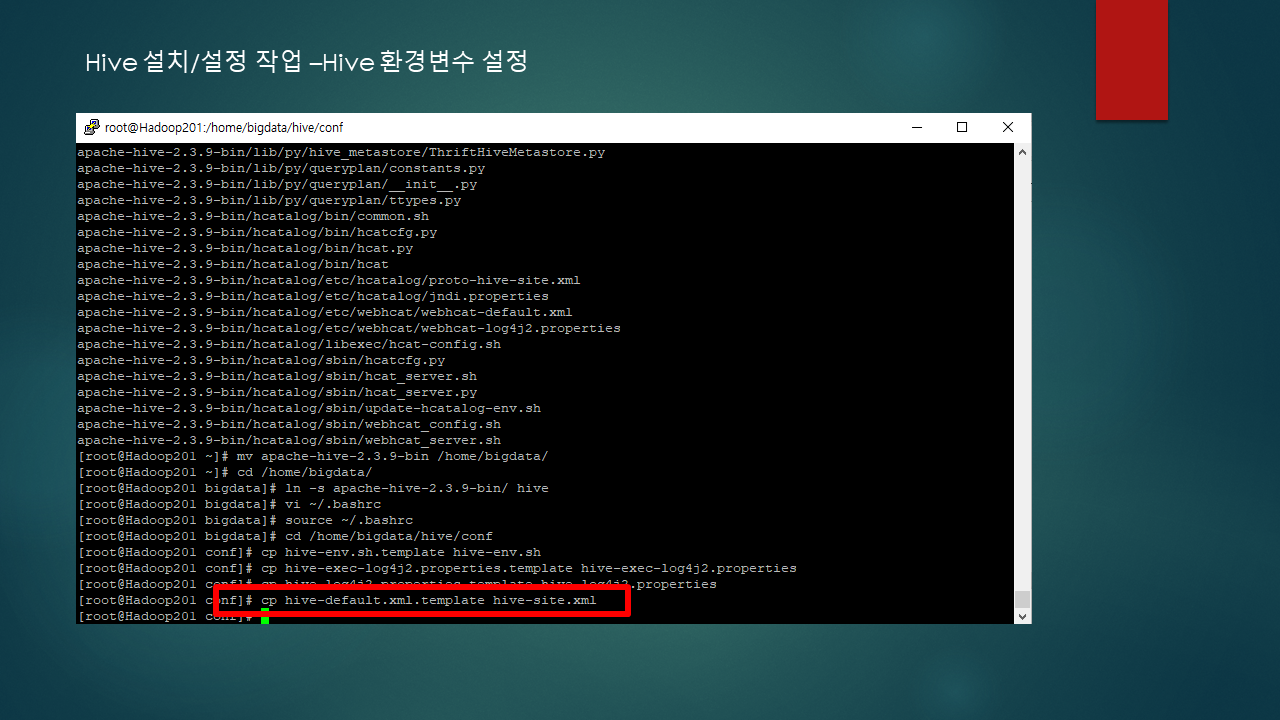 Hive 설치/설정 작업 –Hive 환경변수 설정
root@Hadoop201:/home/bigdata/hive/conf
apache-hive-2.3.9-bin/lib/py/hive_metastore/ThriftHiveMetastore.py
apache-hive-2.3.9-bin/lib/py/queryplan/constants.py
apache-hive-2.3.9-bin/lib/py/queryplan/__init__.py
apache-hive-2.3.9-bin/lib/py/queryplan/ttypes.py
apache-hive-2.3.9-bin/hcatalog/bin/common.sh
apache-hive-2.3.9-bin/hcatalog/bin/hcatcfg.py
apache-hive-2.3.9-bin/hcatalog/bin/hcat.py
apache-hive-2.3.9-bin/hcatalog/bin/hcat
apache-hive-2.3.9-bin/hcatalog/etc/hcatalog/proto-hive-site.xml
apache-hive-2.3.9-bin/hcatalog/etc/hcatalog/jndi.properties
apache-hive-2.3.9-bin/hcatalog/etc/webhcat/webhcat-default.xml
apache-hive-2.3.9-bin/hcatalog/etc/webhcat/webhcat-log4j2.properties
apache-hive-2.3.9-bin/hcatalog/libexec/hcat-config.sh
apache-hive-2.3.9-bin/hcatalog/sbin/hcatcfg.py
apache-hive-2.3.9-bin/hcatalog/sbin/hcat_server.sh
apache-hive-2.3.9-bin/hcatalog/sbin/hcat_server.py
apache-hive-2.3.9-bin/hcatalog/sbin/update-hcatalog-env.sh
apache-hive-2.3.9-bin/hcatalog/sbin/webhcat_config.sh
apache-hive-2.3.9-bin/hcatalog/sbin/webhcat_server.sh
[root@Hadoop201 ~]# mv apache-hive-2.3.9-bin /home/bigdata/
[root@Hadoop201 ~]# cd /home/bigdata/
[root@Hadoop201 bigdata]# ln -s apache-hive-2.3.9-bin/ hive
[root@Hadoop201 bigdata]# vi ~/.bashrc
[root@Hadoop201 bigdata]# source ~/.bashrc
[root@Hadoop201 bigdata]# cd /home/bigdata/hive/conf
[root@Hadoop201 conf]# cp hive-env.sh.template hive-env.sh
[root@Hadoop201 conf]# cp hive-exec-log4j2.properties.template hive-exec-log4j2.properties
[root@Hadoop201 conf]# cp hive-log4j2.properties.template hive-log4j2.properties
[root@Hadoop201 conf]# cp hive-default.xml.template hive-site.xml
[root@Hadoop201 conf]#